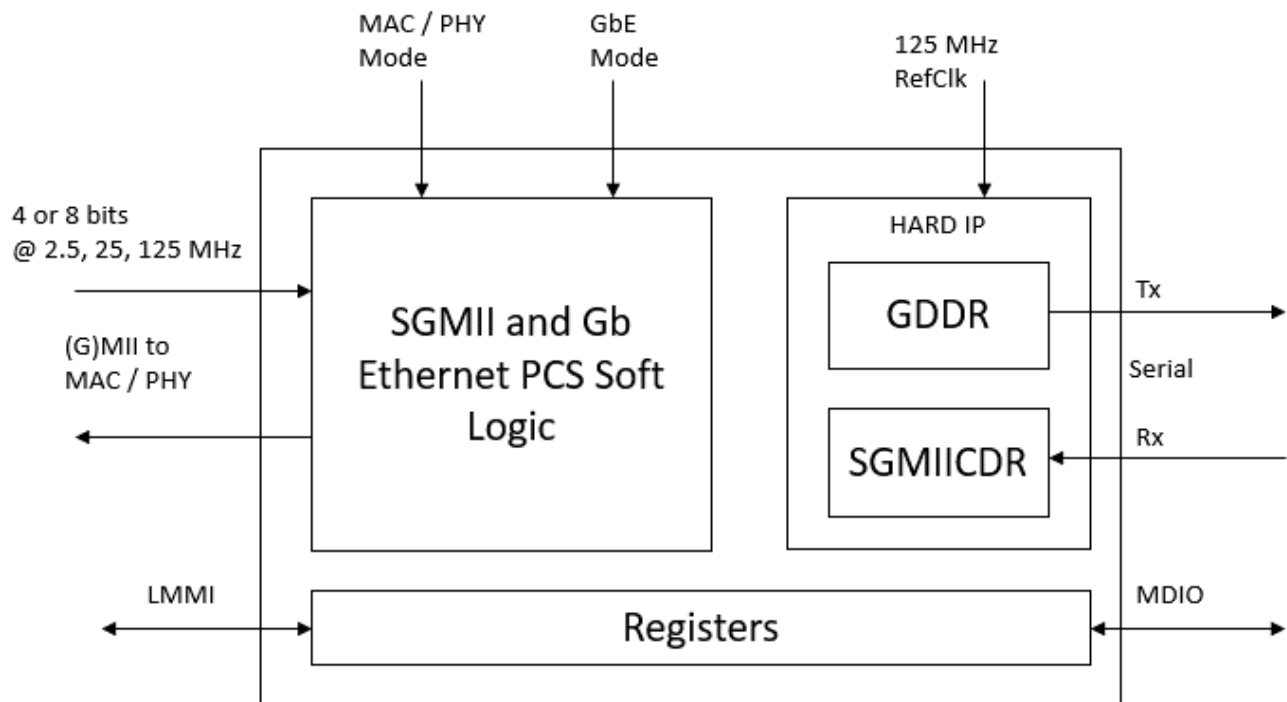 MAC / PHY
Mode
GbE
Mode
125 MHz
RefClk
4 or 8 bits
@ 2.5, 25, 125 MHz
(G)MII to
MAC / PHY
SGMII and Gb
Ethernet PCS Soft
Logic
HARD IP
GDDR
SGMIICDR
Tx
Serial
Rx
LMMI
Registers
MDIO